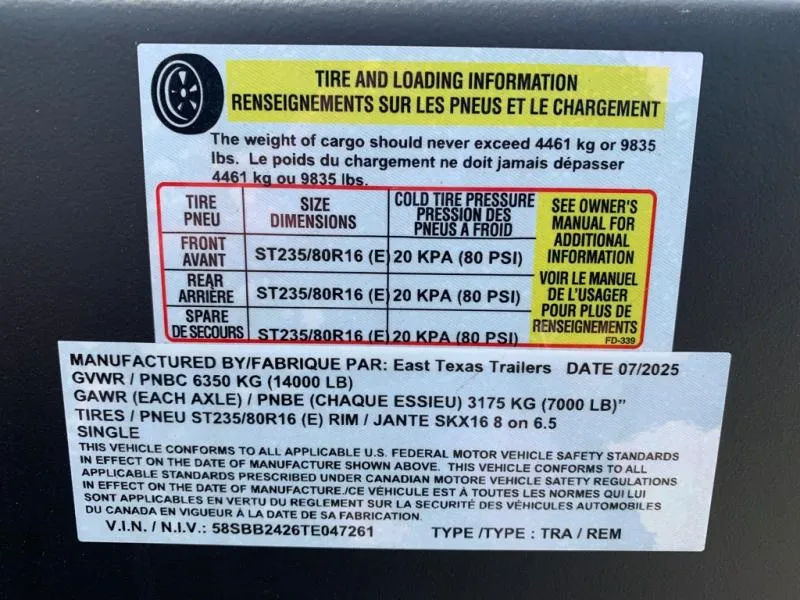 TIRE AND LOADING INFORMATION
RENSEIGNEMENTS SUR LES PNEUS ET LE CHARGEMENT
The weight of cargo should never exceed 4461 kg or 9835
lbs. Le poids du chargement ne doit jamais dépasser
4461 kg ou 9835 lbs.
TIRE PNEU SIZE DIMENSIONS COLD TIRE PRESSURE PRESSION DES PNEUS A FROID
FRONT AVANT ST235/80R16 (E) 20 KPA (80 PSI)
REAR ARRIÈRE ST235/80R16 (E) 20 KPA (80 PSI)
SPARE DE SECOURS ST235/80R16 (E) 20 KPA (80 PSI)
SEE OWNER'S
MANUAL FOR
ADDITIONAL
INFORMATION
VOIR LE MANUEL
DE L'USAGER
POUR PLUS DE
RENSEIGNEMENTS
FD-339
MANUFACTURED BY/FABRIQUE PAR: East Texas Trailers DATE 07/2025
GVWR / PNBC 6350 KG (14000 LB)
GAWR (EACH AXLE) / PNBE (CHAQUE ESSIEU) 3175 KG (7000 LB)"
TIRES / PNEU ST235/80R16 (E) RIM / JANTE SKX16 8 on 6.5
SINGLE
THIS VEHICLE CONFORMS TO ALL APPLICABLE U.S. FEDERAL MOTOR VEHICLE SAFETY STANDARDS
IN EFFECT ON THE DATE OF MANUFACTURE SHOWN ABOVE. THIS VEHICLE CONFORMS TO ALL
APPLICABLE STANDARDS PRESCRIBED UNDER CANADIAN MOTORE VEHICLE SAFETY REGULATIONS
IN EFFECT ON THE DATE OF MANUFACTURE./CE VÉHICULE EST À TOUTES LES NORMES QUI LUI
SONT APPLICABLES EN VERTU DU REGLEMENT SUR LA SECURITÉ DES VÉHICULES AUTOMOBILES
DU CANADA EN VIGUEUR À LA DATE DE SA FABRICATION.
V.I.N. / N.I.V.: 58SBB2426TE047261 TYPE /TYPE : TRA / REM